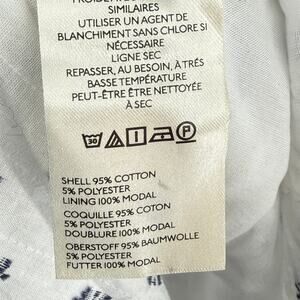 SIMILAIRES
UTILISER UN AGENT DE
BLANCHIMENT SANS CHLORE SI
NÉCESSAIRE
LIGNE SEC
REPASSER, AU BESOIN, À TRÉS
BASSE TEMPÉRATURE
PEUT-ÊTRE ÊTRE NETTOYÉE
À SEC
30
P
SHELL 95% COTTON
5% POLYESTER
LINING 100% MODAL
COQUILLE 95% COTON
5% POLYESTER
DOUBLURE 100% MODAL
OBERSTOFF 95% BAUMWOLLE
5% POLYESTER
FUTTER 100% MODAL